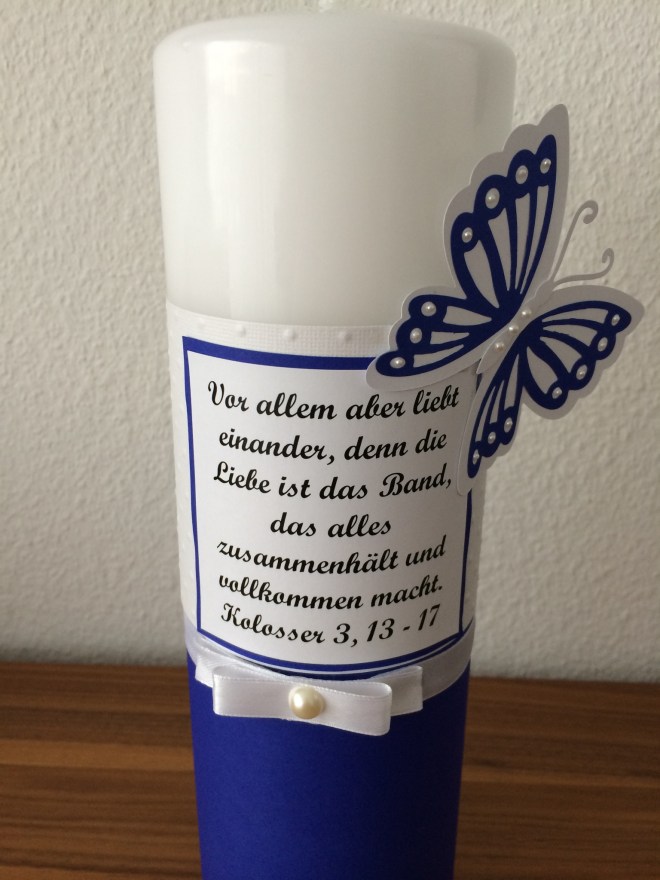 Vor allem aber liebt
einander, denn die
Liebe ist das Band,
das alles
zusammenhält und
vollkommen macht.
Kolosser 3, 13 - 17